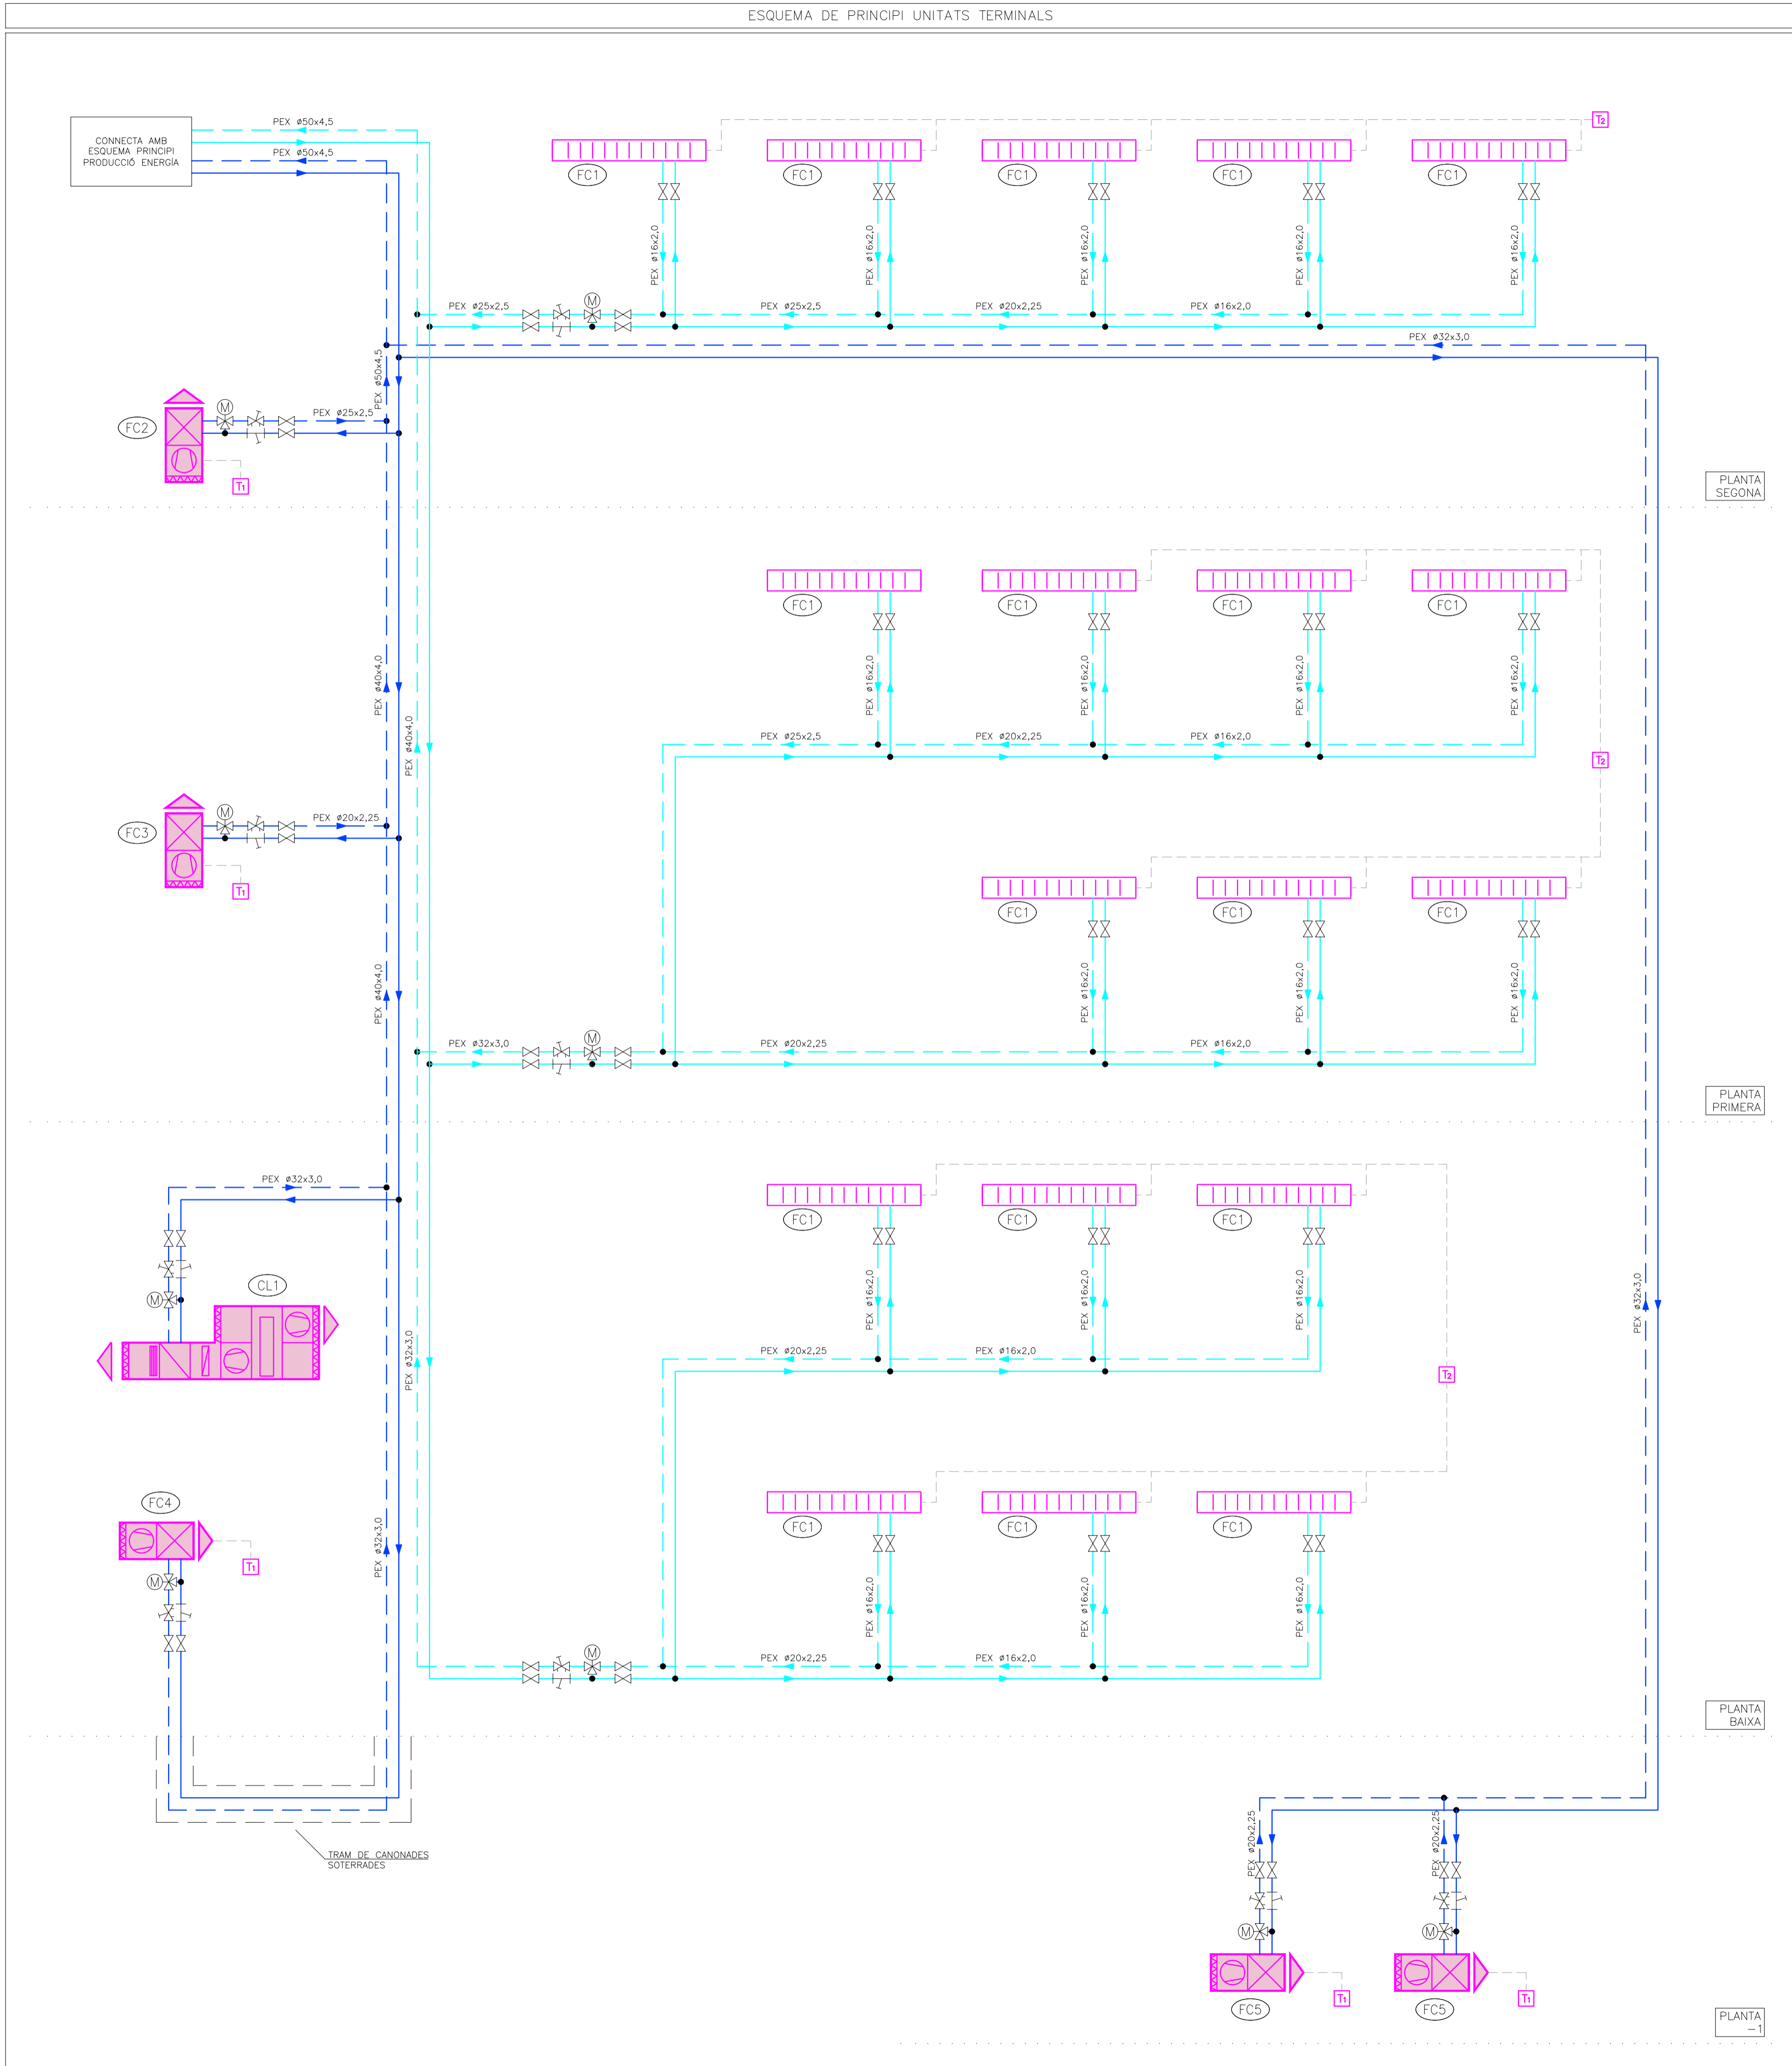 ESQUEMA DE PRINCIPI UNITATS TERMINALS
CONNECTA AMB
ESQUEMA PRINCIPI
PRODUCCIÓ ENERGÍA
PEX ø50x4,5
PEX ø50x4,5
T2
FC1
FC1
FC1
FC1
FC1
PEX ø16x2,0
PEX ø16x2,0
PEX ø16x2,0
PEX ø16x2,0
PEX ø16x2,0
PEX ø25x2,5
M
PEX ø25x2,5
PEX ø20x2,25
PEX ø16x2,0
PEX ø32x3,0
PEX ø50x4,5
FC2
M
PEX ø25x2,5
T1
PLANTA
SEGONA
FC1
FC1
FC1
FC1
PEX ø16x2,0
PEX ø16x2,0
PEX ø16x2,0
PEX ø16x2,0
PEX ø40x4,0
PEX ø40x4,0
PEX ø25x2,5
PEX ø20x2,25
PEX ø16x2,0
T2
FC3
M
PEX ø20x2,25
T1
FC1
FC1
FC1
PEX ø40x4,0
PEX ø16x2,0
PEX ø16x2,0
PEX ø16x2,0
PEX ø32x3,0
M
PEX ø20x2,25
PEX ø16x2,0
PLANTA
PRIMERA
PEX ø32x3,0
FC1
FC1
FC1
CL1
M
PEX ø16x2,0
PEX ø16x2,0
PEX ø16x2,0
PEX ø32x3,0
PEX ø32x3,0
PEX ø20x2,25
PEX ø16x2,0
T2
FC4
T1
M
PEX ø32x3,0
FC1
FC1
FC1
PEX ø16x2,0
PEX ø16x2,0
PEX ø16x2,0
M
PEX ø20x2,25
PEX ø16x2,0
PLANTA
BAIXA
TRAM DE CANONADES
SOTERRADES
PEX ø20x2,25
PEX ø20x2,25
M
M
T1
T1
FC5
FC5
PLANTA
-1